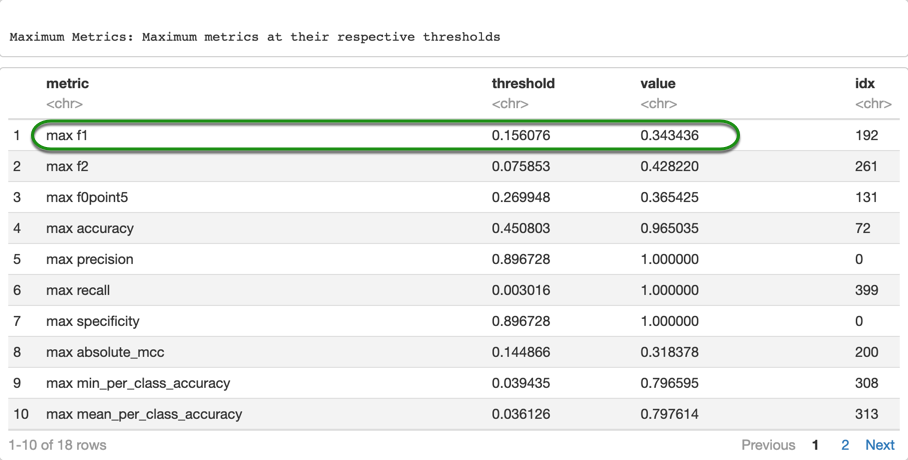 Maximum Metrics: Maximum metrics at their respective thresholds
metric threshold value idx
<chr> <chr> <chr> <chr>
1 max f1 0.156076 0.343436 192
2 max f2 0.075853 0.428220 261
3 max f0point5 0.269948 0.365425 131
4 max accuracy 0.450803 0.965035 72
5 max precision 0.896728 1.000000 0
6 max recall 0.003016 1.000000 399
7 max specificity 0.896728 1.000000 0
8 max absolute_mcc 0.144866 0.318378 200
9 max min_per_class_accuracy 0.039435 0.796595 308
10 max mean_per_class_accuracy 0.036126 0.797614 313
1-10 of 18 rows Previous 1 2 Next